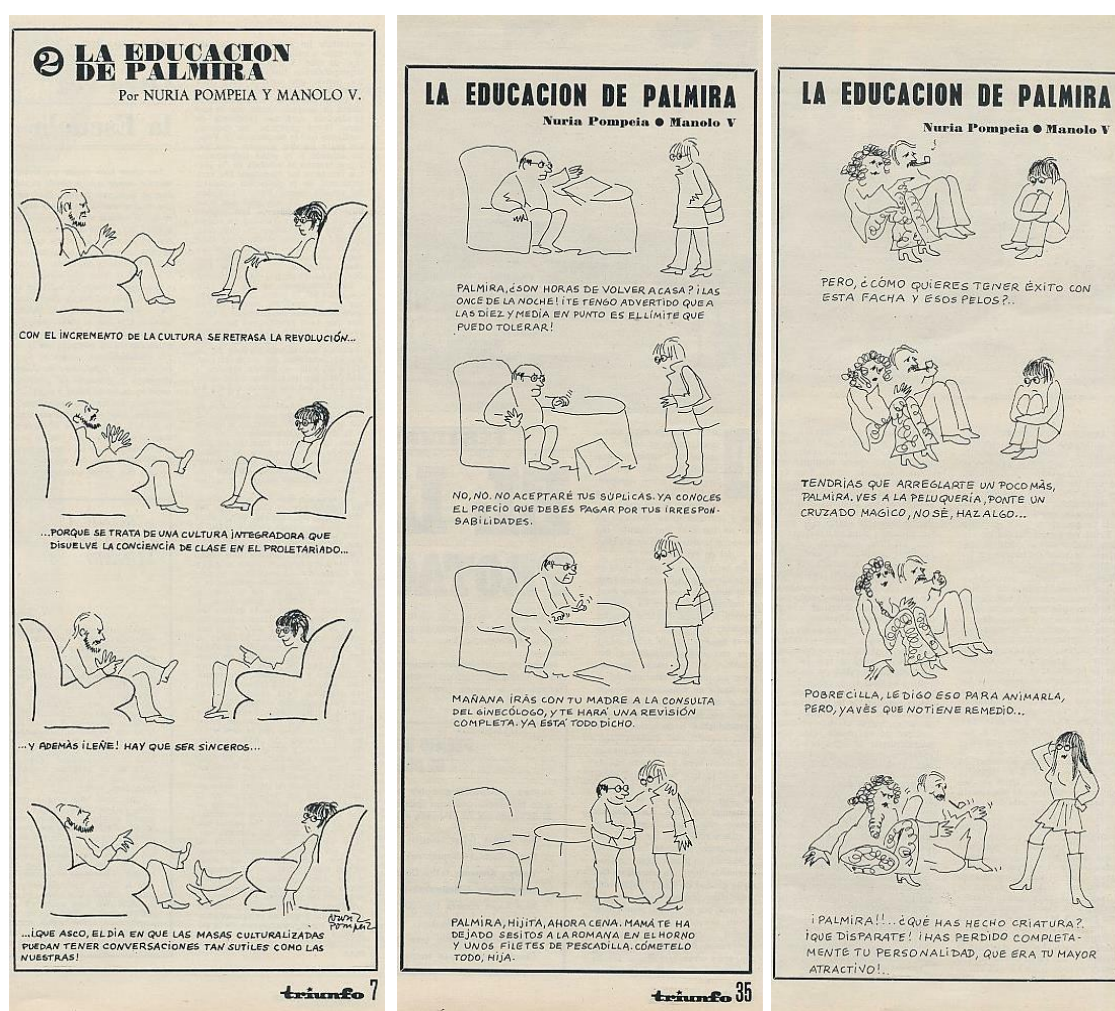 2 LA EDUCACION
DE PALMIRA
Por NURIA POMPEIA Y MANOLO V.
CON EL INCREMENTO DE LA CULTURA SE RETRASA LA REVOLUCIÓN...
...PORQUE SE TRATA DE UNA CULTURA INTEGRADORA QUE
DISUELVE LA CONCIENCIA DE CLASE EN EL PROLETARIADO...
...Y ADEMÀS ¡LEÑE! HAY QUE SER SINCEROS...
...¡QUE ASCO, EL DIA EN QUE LAS MASAS CULTURALIZADAS
PUEDAN TENER CONVERSACIONES TAN SUTILES COMO LAS
NUESTRAS!
Nuria
Pompeia
triunfo 7
LA EDUCACION DE PALMIRA
Nuria Pompeia ● Manolo V
PALMIRA, ¿SON HORAS DE VOLVER A CASA? ¡LAS
ONCE DE LA NOCHE! ¡TE TENGO ADVERTIDO QUE A
LAS DIEZ Y MEDIA EN PUNTO ES EL LÍMITE QUE
PUEDO TOLERAR!
NO, NO. NO ACEPTARÉ TUS SÚPLICAS. YA CONOCES
EL PRECIO QUE DEBES PAGAR POR TUS IRRESPON-
SABILIDADES.
MAÑANA IRÁS CON TU MADRE A LA CONSULTA
DEL GINECÓLOGO, Y TE HARÁ UNA REVISIÓN
COMPLETA. YA ESTÁ TODO DICHO.
PALMIRA, HIJITA, AHORA CENA. MAMÁ TE HA
DEJADO SESITOS A LA ROMANA EN EL HORNO
Y UNOS FILETES DE PESCADILLA. CÓMETELO
TODO, HIJA.
triunfo 35
LA EDUCACION DE PALMIRA
Nuria Pompeia ● Manolo V
PERO, ¿CÓMO QUIERES TENER ÉXITO CON
ESTA FACHA Y ESOS PELOS?..
TENDRÍAS QUE ARREGLARTE UN POCO MÀS,
PALMIRA. VES A LA PELUQUERÍA, PONTE UN
CRUZADO MAGICO, NO SÉ, HAZ ALGO...
POBRECILLA, LE DIGO ESO PARA ANIMARLA,
PERO, YA VÈS QUE NO TIENE REMEDIO...
¡PALMIRA!!... ¿QUÉ HAS HECHO CRIATURA?.
¡QUE DISPARATE! ¡HAS PERDIDO COMPLETA-
MENTE TU PERSONALIDAD, QUE ERA TU MAYOR
ATRACTIVO!..